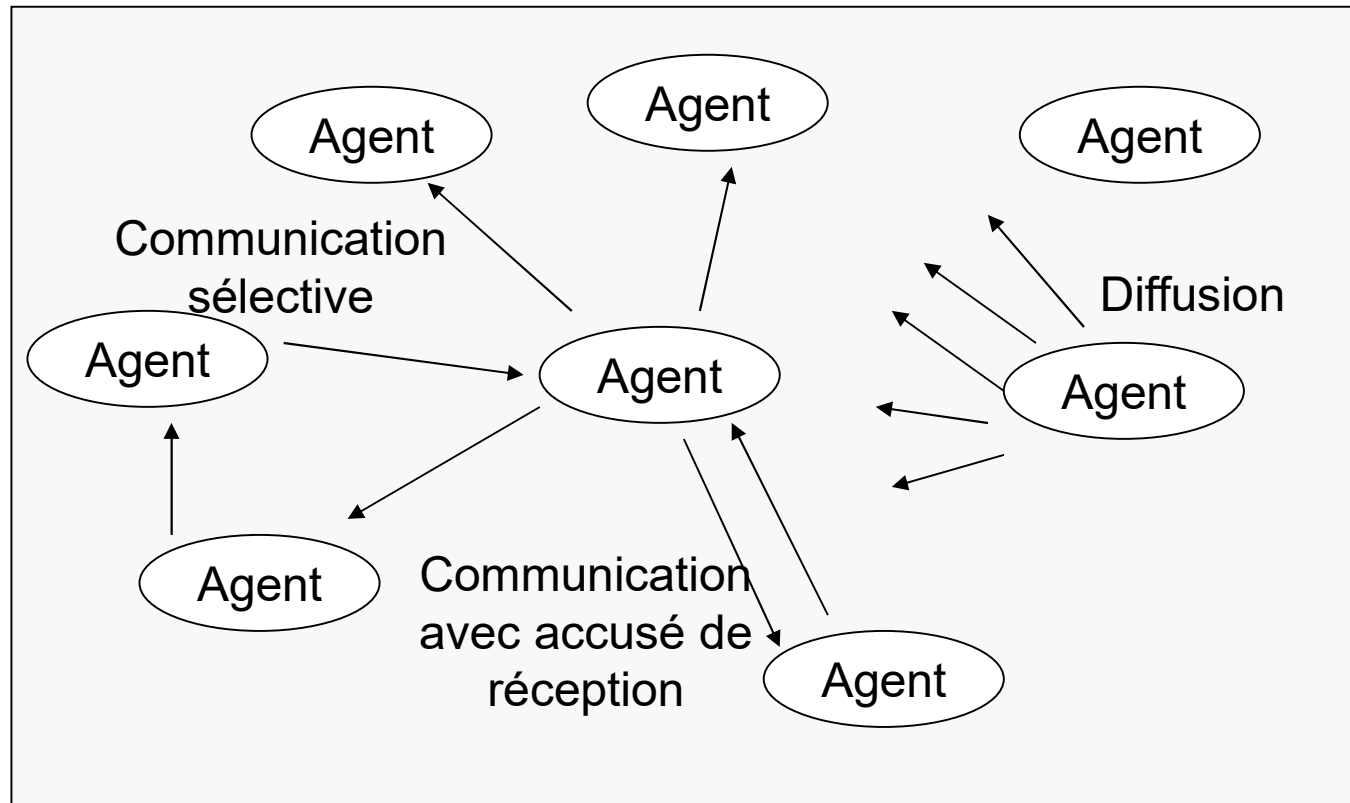 Agent
Agent
Agent
Communication
sélective
Diffusion
Agent
Agent
Agent
Agent
Communication
avec accusé de
réception
Agent